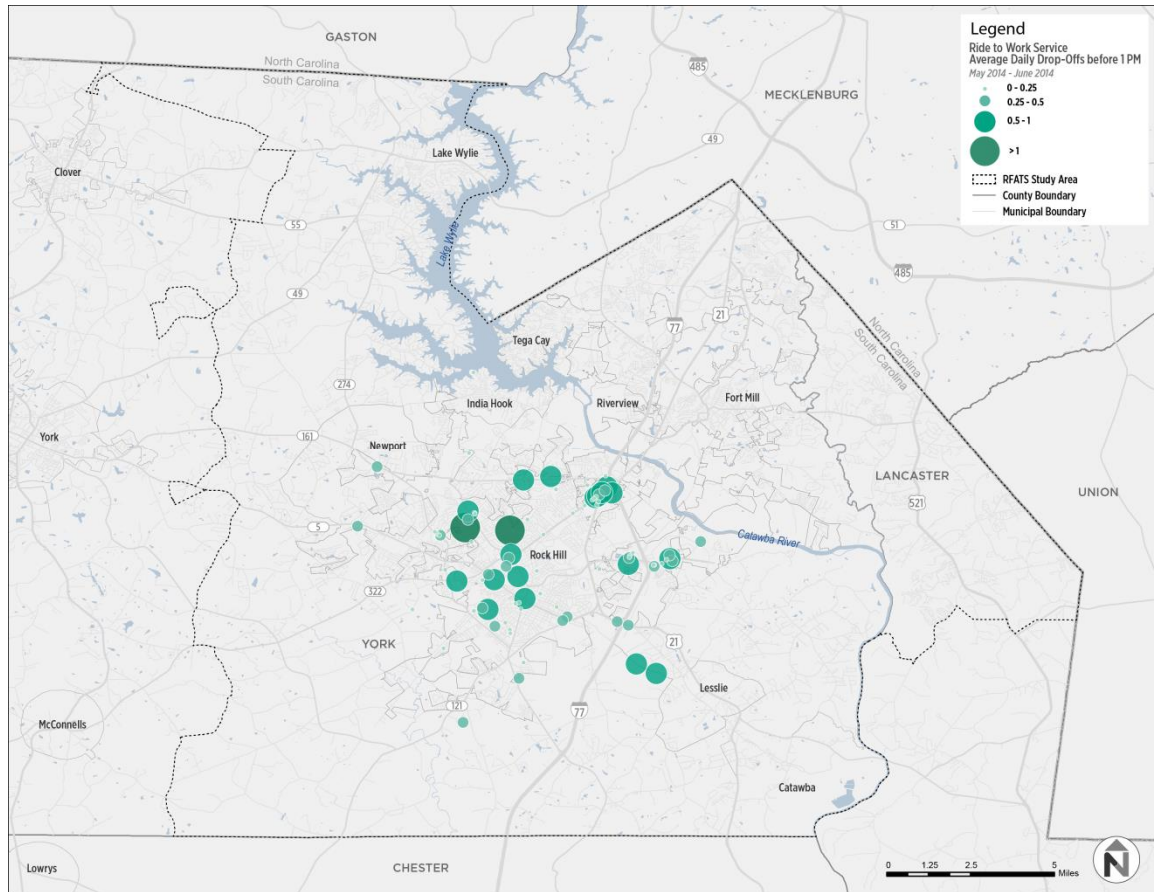 GASTON
North Carolina
South Carolina
485
MECKLENBURG
Legend
Ride to Work Service
Average Daily Drop-Offs before 1 PM
May 2014 - June 2014
0 - 0.25
0.25 - 0.5
0.5 - 1
> 1
RFATS Study Area
County Boundary
Municipal Boundary
49
Lake Wylie
Clover
55
51
Lake Wylie
485
49
77
21
North Carolina
South Carolina
Tega Cay
274
India Hook
Riverview
Fort Mill
York
161
Newport
LANCASTER
UNION
521
5
Catawba River
Rock Hill
322
YORK
21
Lesslie
121
77
McConnells
Catawba
CHESTER
Lowrys
0 1.25 2.5 5
Miles
N